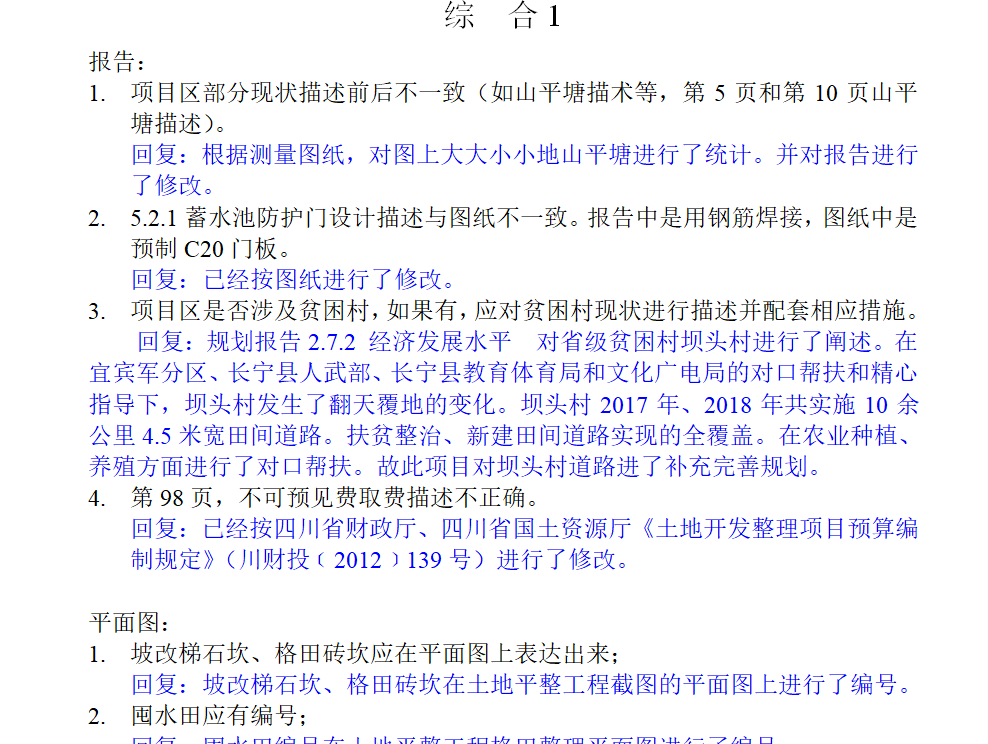 综 合 1
报告：
1. 项目区部分现状描述前后不一致（如山平塘描术等，第 5 页和第 10 页山平
塘描述）。
回复：根据测量图纸，对图上大大小小地山平塘进行了统计。并对报告进行
了修改。
2. 5.2.1 蓄水池防护门设计描述与图纸不一致。报告中是用钢筋焊接，图纸中是
预制 C20 门板。
回复：已经按图纸进行了修改。
3. 项目区是否涉及贫困村，如果有，应对贫困村现状进行描述并配套相应措施。
回复：规划报告 2.7.2 经济发展水平 对省级贫困村坝头村进行了阐述。在
宜宾军分区、长宁县人武部、长宁县教育体育局和文化广电局的对口帮扶和精心
指导下，坝头村发生了翻天覆地的变化。坝头村 2017 年、2018 年共实施 10 余
公里 4.5 米宽田间道路。扶贫整治、新建田间道路实现的全覆盖。在农业种植、
养殖方面进行了对口帮扶。故此项目对坝头村道路进了补充完善规划。
4. 第 98 页，不可预见费取费描述不正确。
回复：已经按四川省财政厅、四川省国土资源厅《土地开发整理项目预算编
制规定》（川财投﹝2012﹞139 号）进行了修改。
平面图：
1. 坡改梯石坎、格田砖坎应在平面图上表达出来；
回复：坡改梯石坎、格田砖坎在土地平整工程截图的平面图上进行了编号。
2. 囤水田应有编号；